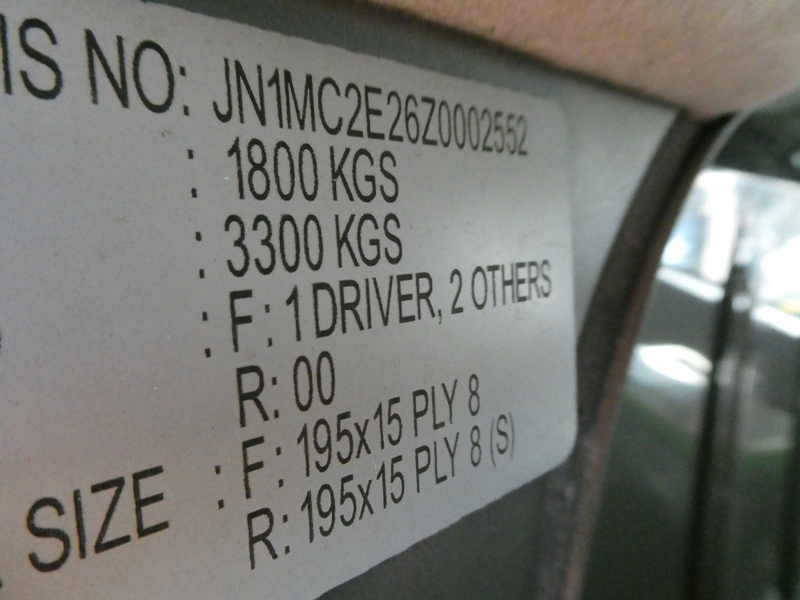 IS NO: JN1MC2E26Z0002552
: 1800 KGS
: 3300 KGS
: F: 1 DRIVER, 2 OTHERS
R: 00
SIZE : F: 195x15 PLY 8
R: 195x15 PLY 8 (S)